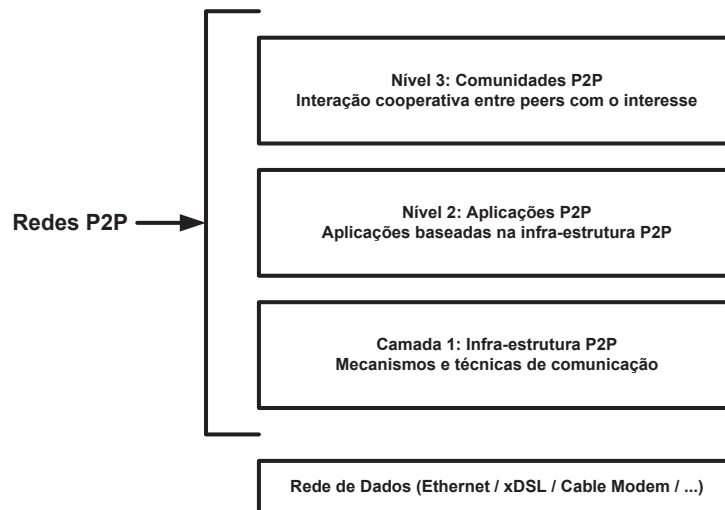 Nível 3: Comunidades P2P
Interação cooperativa entre peers com o interesse
Redes P2P
Nível 2: Aplicações P2P
Aplicações baseadas na infra-estrutura P2P
Camada 1: Infra-estrutura P2P
Mecanismos e técnicas de comunicação
Rede de Dados (Ethernet / xDSL / Cable Modem / ...)